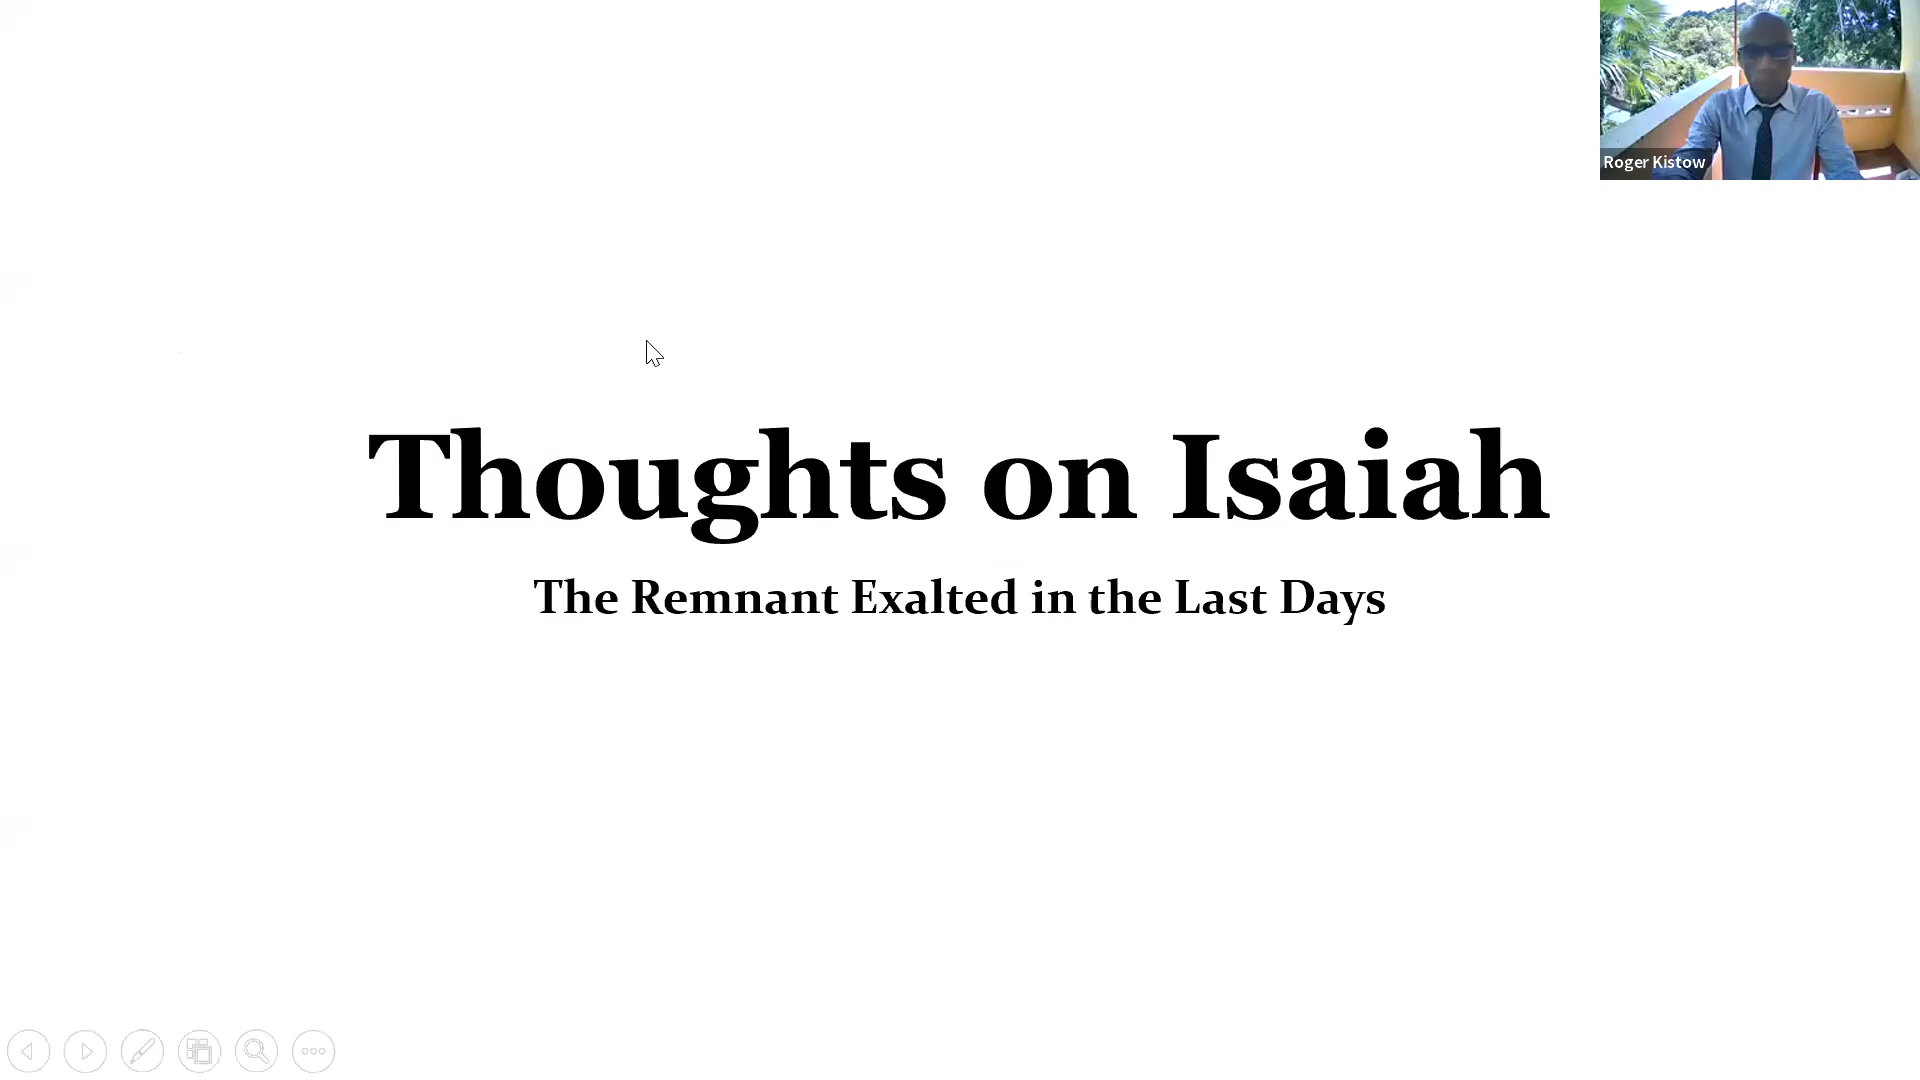 Roger Kistow
Thoughts on Isaiah
The Remnant Exalted in the Last Days